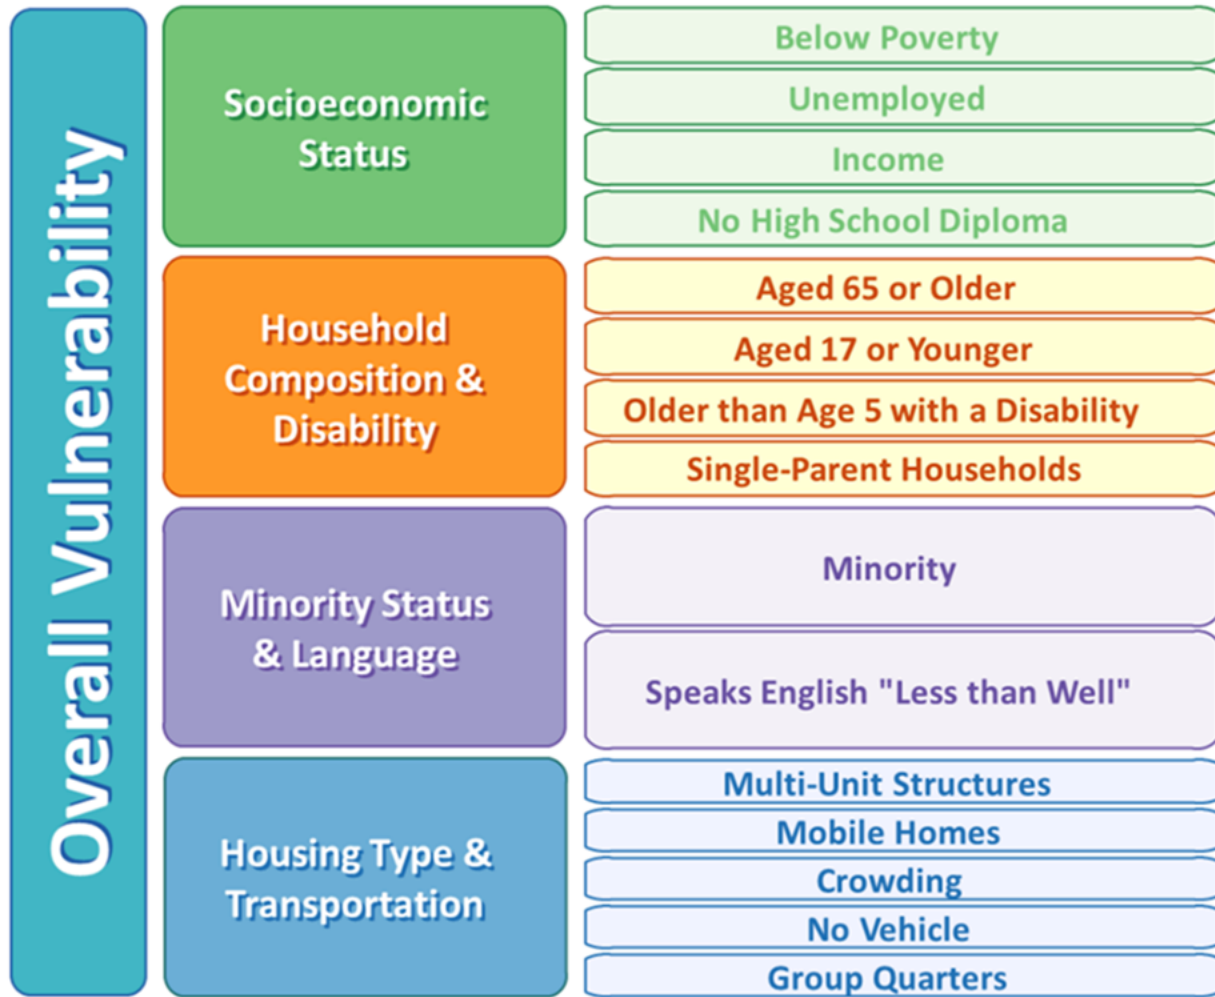 Overall Vulnerability
Socioeconomic
Status
Below Poverty
Unemployed
Income
No High School Diploma
Household
Composition &
Disability
Aged 65 or Older
Aged 17 or Younger
Older than Age 5 with a Disability
Single-Parent Households
Minority Status
& Language
Minority
Speaks English "Less than Well"
Housing Type &
Transportation
Multi-Unit Structures
Mobile Homes
Crowding
No Vehicle
Group Quarters